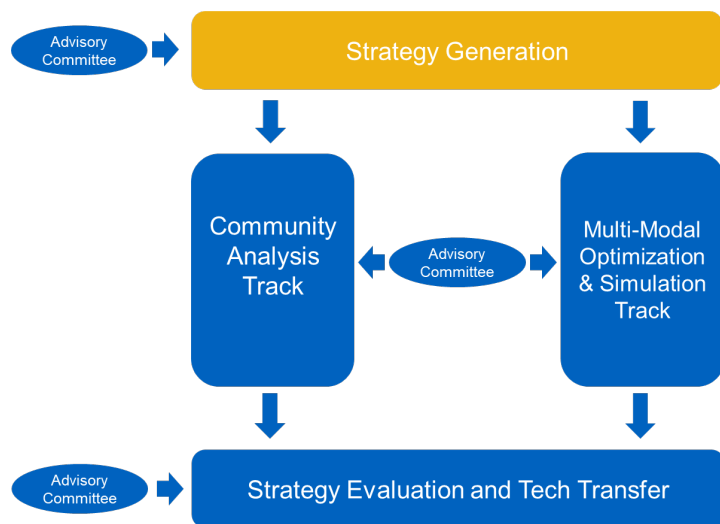 Advisory
Committee
Strategy Generation
Community
Analysis
Track
Advisory
Committee
Multi-Modal
Optimization
& Simulation
Track
Advisory
Committee
Strategy Evaluation and Tech Transfer